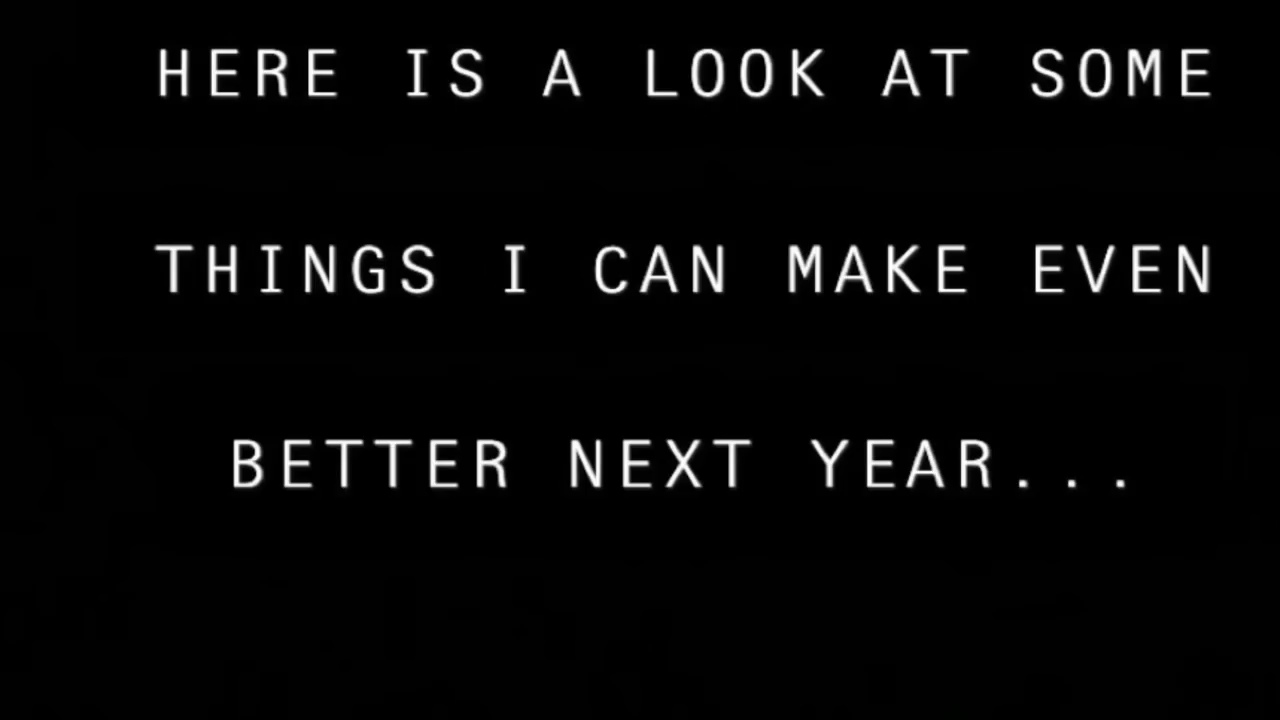 HERE IS A LOOK AT SOME
THINGS I CAN MAKE EVEN
BETTER NEXT YEAR...